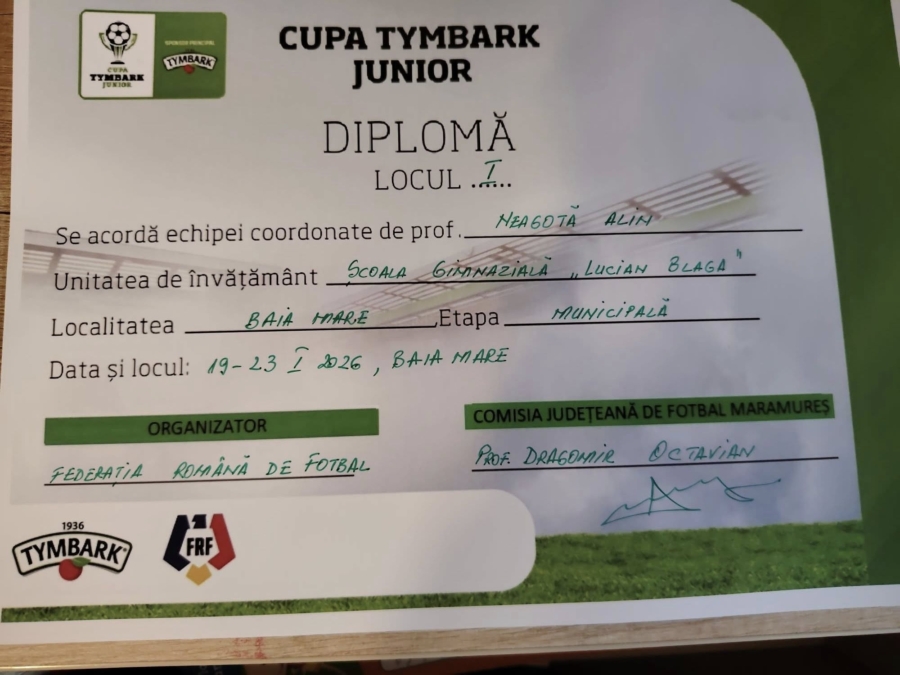 CUPA
TYMBARK
JUNIOR
SPONSOR PRINCIPAL
TYMBARK
CUPA TYMBARK
JUNIOR
DIPLOMĂ
LOCUL ..I...
Se acordă echipei coordonate de prof. NEAGOTĂ ALIN
Unitatea de învățământ ȘCOALA GIMNAZIALĂ „LUCIAN BLAGA"
Localitatea BAIA MARE, Etapa MUNICIPALĂ
Data și locul: 19-23 I 2026, BAIA MARE
ORGANIZATOR
FEDERAȚIA ROMÂNĂ DE FOTBAL
COMISIA JUDEȚEANĂ DE FOTBAL MARAMUREȘ
PROF. DRAGOMIR OCTAVIAN
1936
TYMBARK
FRF